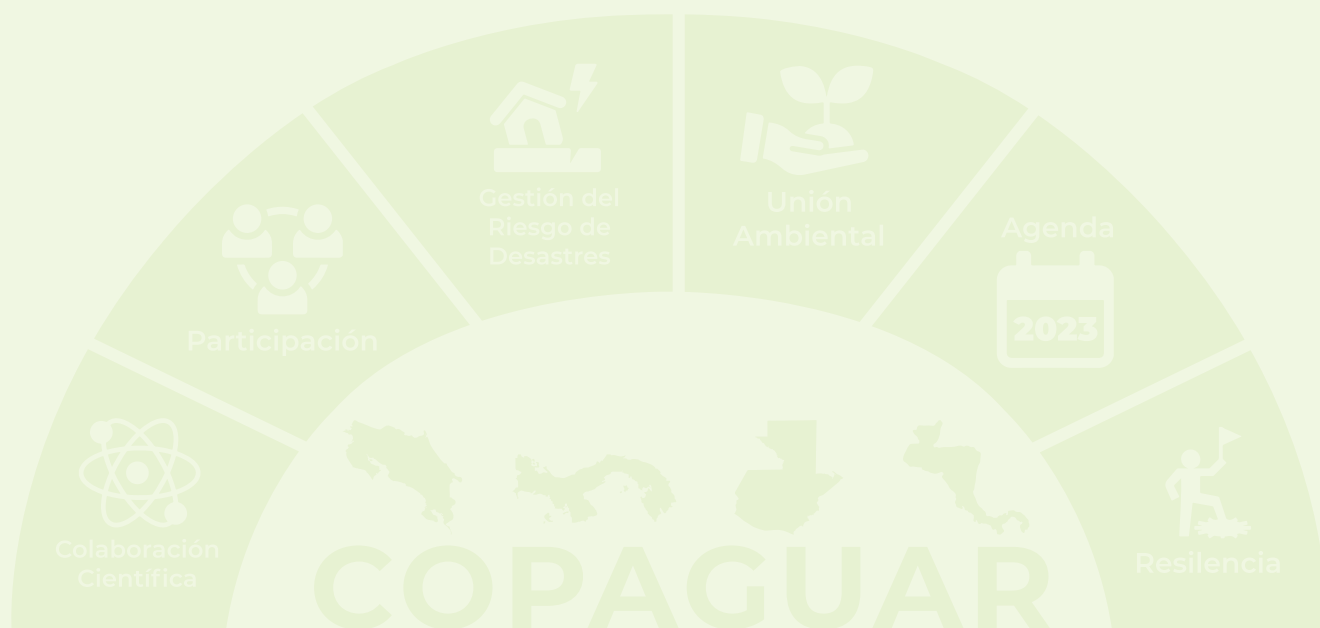 Gestión del
Riesgo de
Desastres
Unión
Ambiental
Agenda
2023
Participación
Colaboración
Científica
Resilencia
COPAGUAR